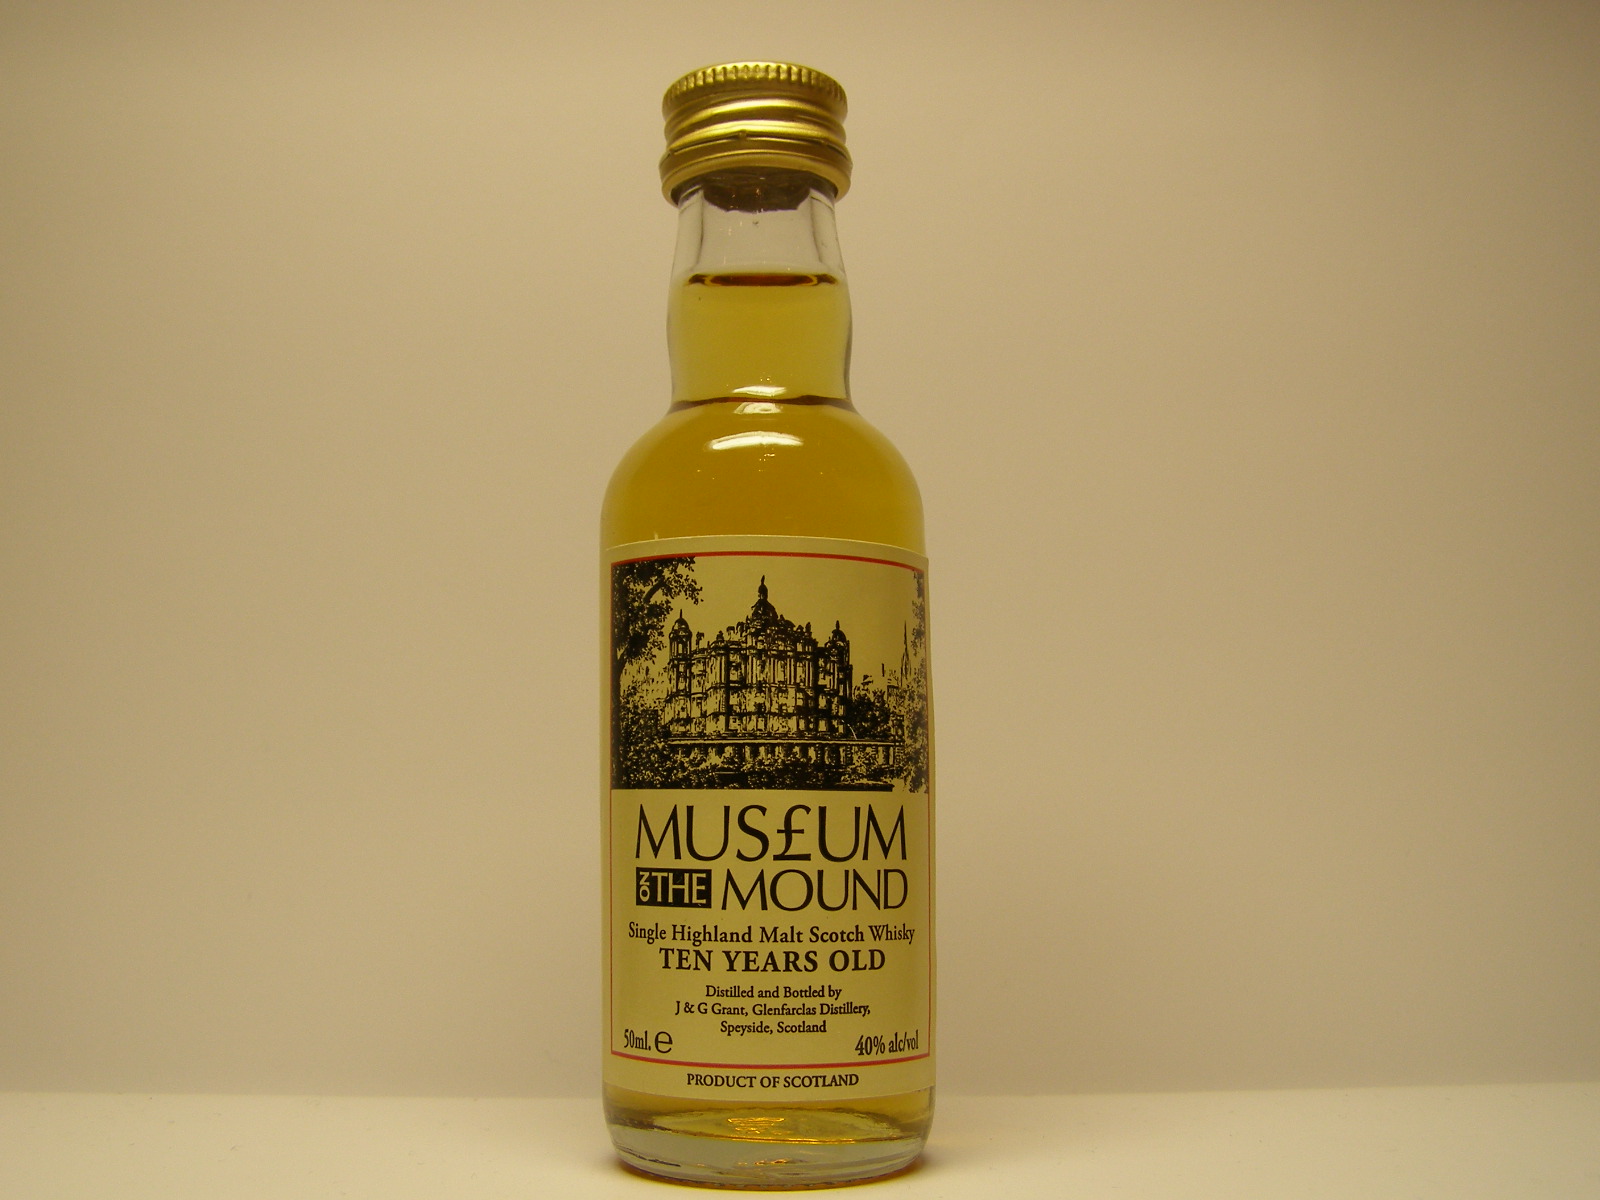 MUS£UM
ON THE MOUND
Single Highland Malt Scotch Whisky
TEN YEARS OLD
Distilled and Bottled by
J & G Grant, Glenfarclas Distillery,
Speyside, Scotland
50ml. ℮ 40% alc/vol
PRODUCT OF SCOTLAND